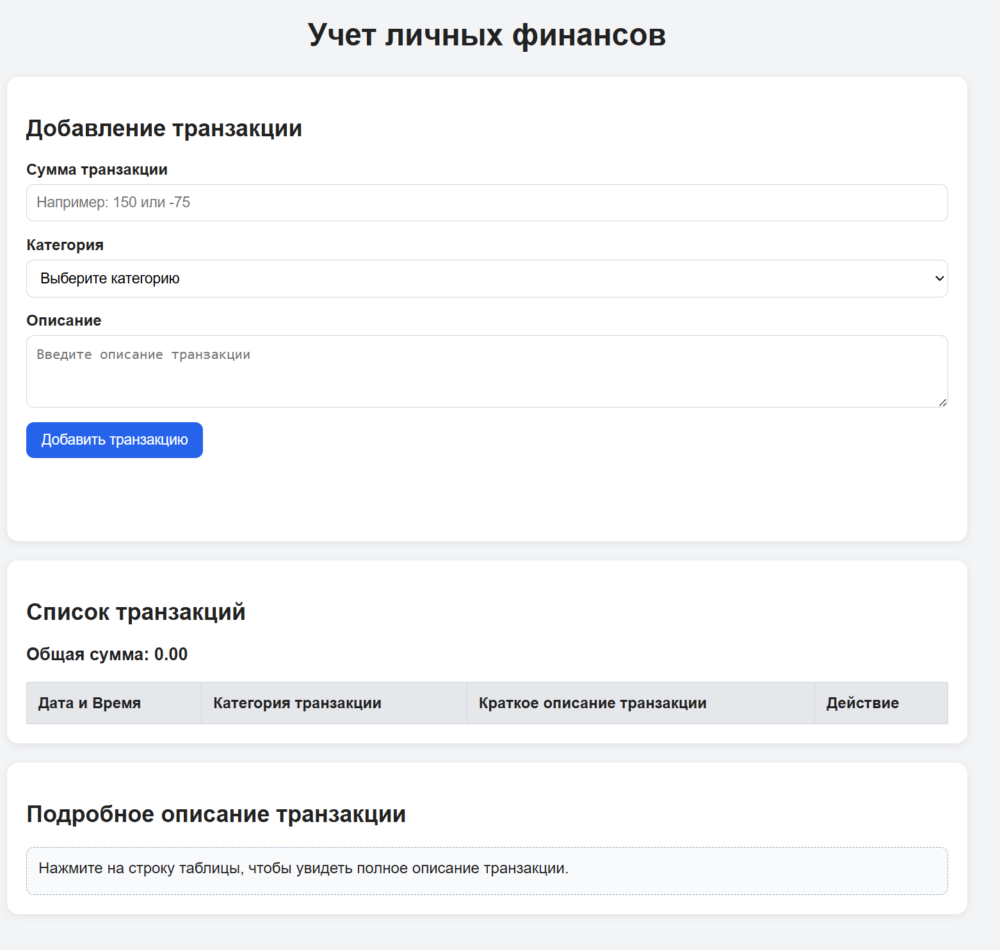 Учет личных финансов
Добавление транзакции
Сумма транзакции
Например: 150 или -75
Категория
Выберите категорию
Описание
Введите описание транзакции
Добавить транзакцию
Список транзакций
Общая сумма: 0.00
Дата и Время Категория транзакции Краткое описание транзакции Действие
Подробное описание транзакции
Нажмите на строку таблицы, чтобы увидеть полное описание транзакции.